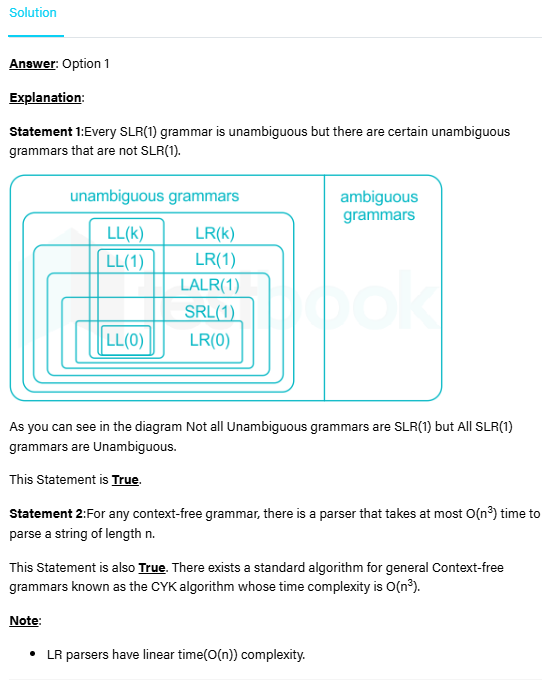 Solution
Answer: Option 1
Explanation:
Statement 1:Every SLR(1) grammar is unambiguous but there are certain unambiguous
grammars that are not SLR(1).
unambiguous grammars
ambiguous
grammars
LL(k) LR(k)
LL(1) LR(1)
LALR(1)
SRL(1)
LL(0) LR(0)
As you can see in the diagram Not all Unambiguous grammars are SLR(1) but All SLR(1)
grammars are Unambiguous.
This Statement is True.
Statement 2:For any context-free grammar, there is a parser that takes at most O(n³) time to
parse a string of length n.
This Statement is also True. There exists a standard algorithm for general Context-free
grammars known as the CYK algorithm whose time complexity is O(n³).
Note:
• LR parsers have linear time(O(n)) complexity.